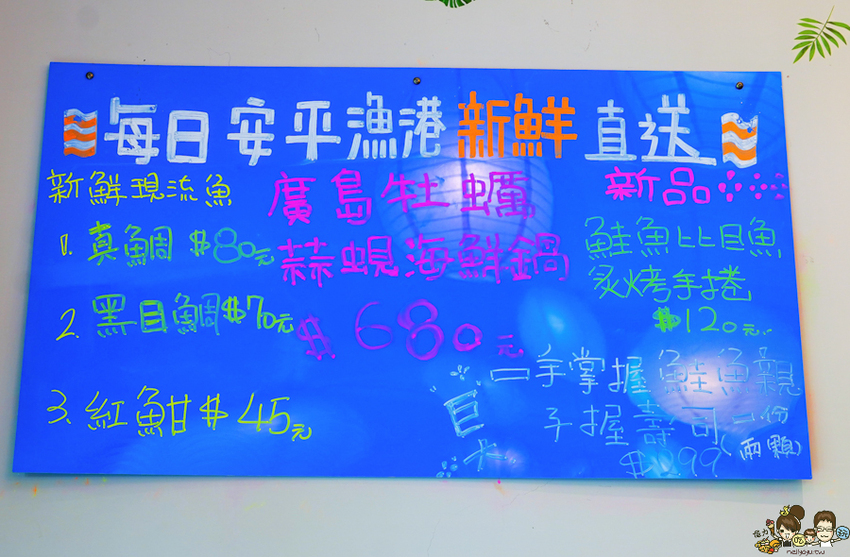 每日安平漁港新鮮直送
新鮮現流魚
1. 真鯛 $80元
2. 黑目鯛$70元
3. 紅魽$45元
廣島牡蠣
蒜蜆海鮮鍋
$680元
新品
鮭魚比目魚
炙烤手捲
$120元
巨大
一手掌握鮭魚親
子握壽司一份
(兩顆)
$199
neliyoju.tw